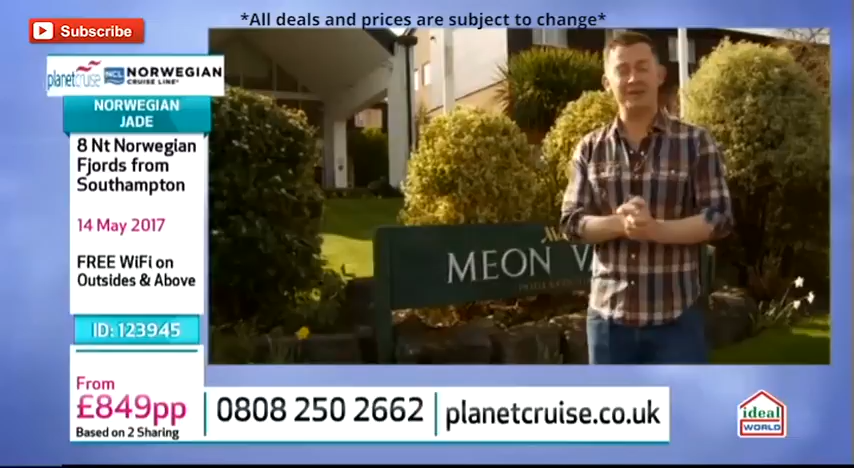 *All deals and prices are subject to change*
Subscribe
planetcruise NCL NORWEGIAN
CRUISE LINE®
NORWEGIAN
JADE
8 Nt Norwegian
Fjords from
Southampton
14 May 2017
FREE WiFi on
Outsides & Above
ID: 123945
From
£849pp
Based on 2 Sharing
0808 250 2662
planetcruise.co.uk
MEON V
ideal
WORLD